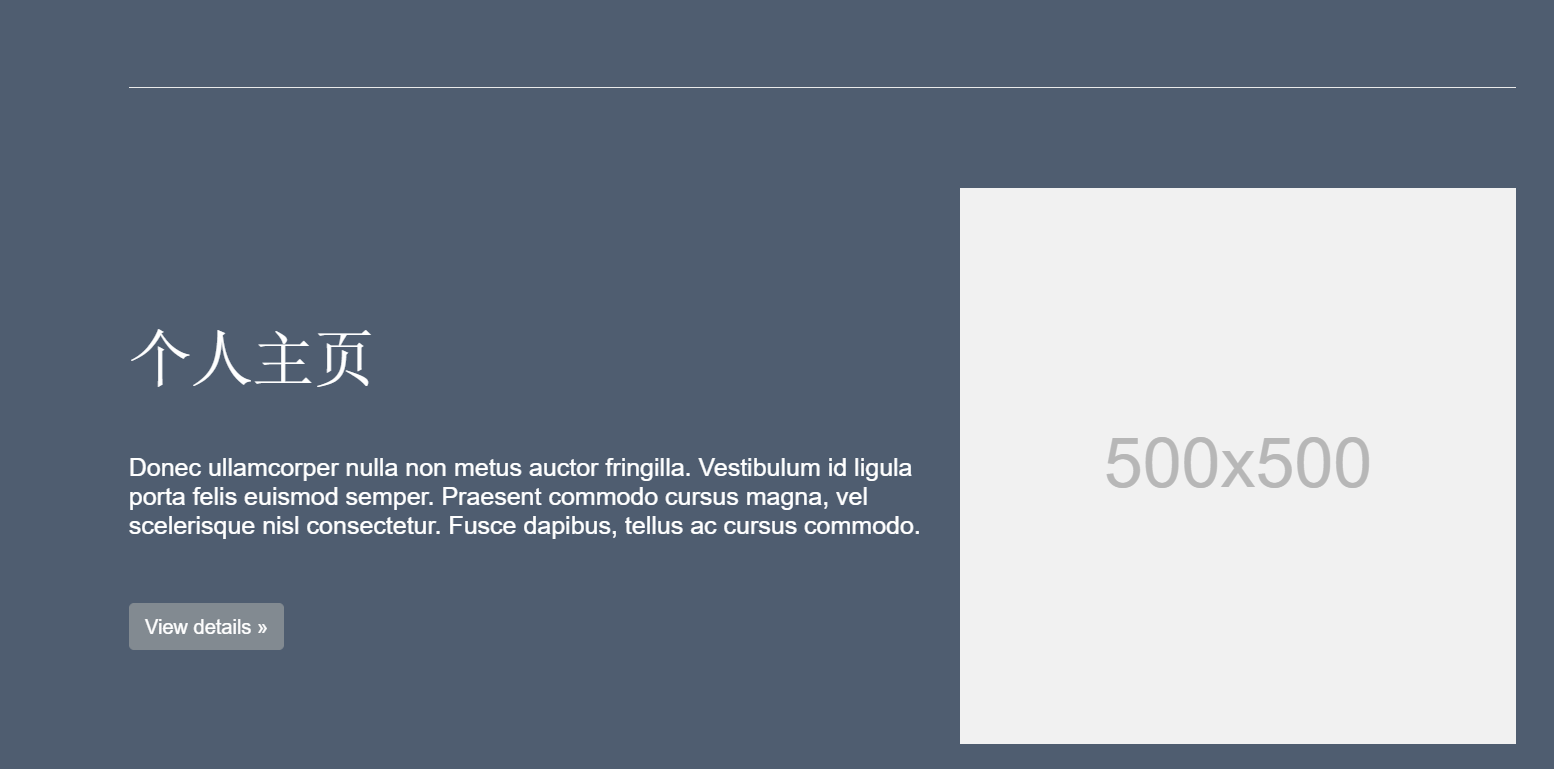 个人主页
Donec ullamcorper nulla non metus auctor fringilla. Vestibulum id ligula
porta felis euismod semper. Praesent commodo cursus magna, vel
scelerisque nisl consectetur. Fusce dapibus, tellus ac cursus commodo.
View details »
500x500